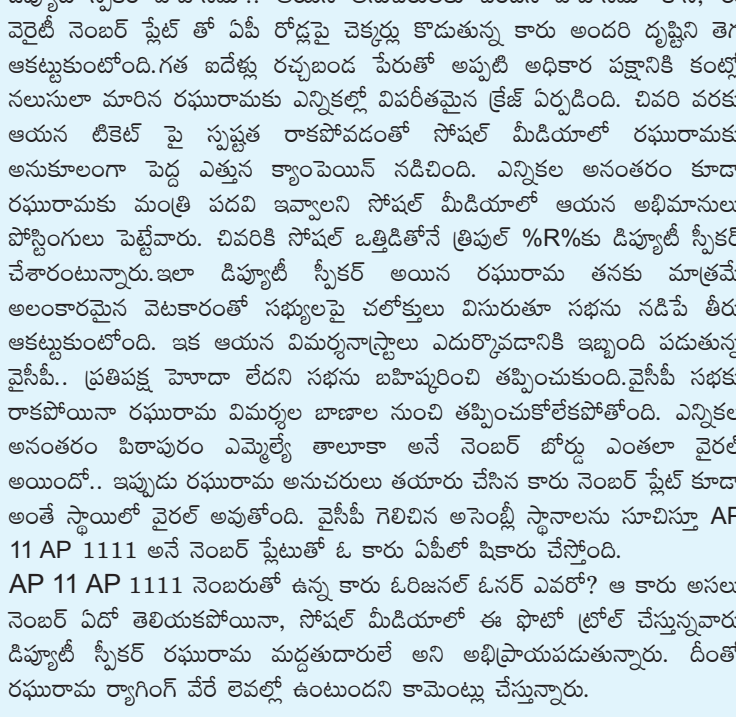 వెరైటీ నెంబర్ ప్లేట్ తో ఏపీ రోడ్లపై చెక్కర్లు కొడుతున్న కారు అందరి దృష్టిని తెగ
ఆకట్టుకుంటోంది.గత ఐదేళ్లు రచ్చబండ పేరుతో అప్పటి అధికార పక్షానికి కంట్లో
నలుసులా మారిన రఘురామకు ఎన్నికల్లో విపరీతమైన క్రేజ్ ఏర్పడింది. చివరి వరకు
ఆయన టికెట్ పై స్పష్టత రాకపోవడంతో సోషల్ మీడియాలో రఘురామకు
అనుకూలంగా పెద్ద ఎత్తున క్యాంపెయిన్ నడిచింది. ఎన్నికల అనంతరం కూడా
రఘురామకు మంత్రి పదవి ఇవ్వాలని సోషల్ మీడియాలో ఆయన అభిమానులు
పోస్టింగులు పెట్టేవారు. చివరికి సోషల్ ఒత్తిడితోనే త్రిపుల్ %R%కు డిప్యూటీ స్పీకర్
చేశారంటున్నారు.ఇలా డిప్యూటీ స్పీకర్ అయిన రఘురామ తనకు మాత్రమే
అలంకారమైన వెటకారంతో సభ్యులపై చలోక్తులు విసురుతూ సభను నడిపే తీరు
ఆకట్టుకుంటోంది. ఇక ఆయన విమర్శనాస్త్రాలు ఎదుర్కొవడానికి ఇబ్బంది పడుతున్న
వైసీపీ.. ప్రతిపక్ష హెూదా లేదని సభను బహిష్కరించి తప్పించుకుంది.వైసీపీ సభకు
రాకపోయినా రఘురామ విమర్శల బాణాల నుంచి తప్పించుకోలేకపోతోంది. ఎన్నికల
అనంతరం పిఠాపురం ఎమ్మెల్యే తాలూకా అనే నెంబర్ బోర్డు ఎంతలా వైరల్
అయిందో.. ఇప్పుడు రఘురామ అనుచరులు తయారు చేసిన కారు నెంబర్ ప్లేట్ కూడా
అంతే స్థాయిలో వైరల్ అవుతోంది. వైసీపీ గెలిచిన అసెంబ్లీ స్థానాలను సూచిస్తూ AP
11 AP 1111 అనే నెంబర్ ప్లేటుతో ఓ కారు ఏపీలో షికారు చేస్తోంది.
AP 11 AP 1111 నెంబరుతో ఉన్న కారు ఓరిజనల్ ఓనర్ ఎవరో? ఆ కారు అసలు
నెంబర్ ఏదో తెలియకపోయినా, సోషల్ మీడియాలో ఈ ఫొటో ట్రోల్ చేస్తున్నవారు
డిప్యూటీ స్పీకర్ రఘురామ మద్దతుదారులే అని అభిప్రాయపడుతున్నారు. దీంతో
రఘురామ ర్యాగింగ్ వేరే లెవల్లో ఉంటుందని కామెంట్లు చేస్తున్నారు.